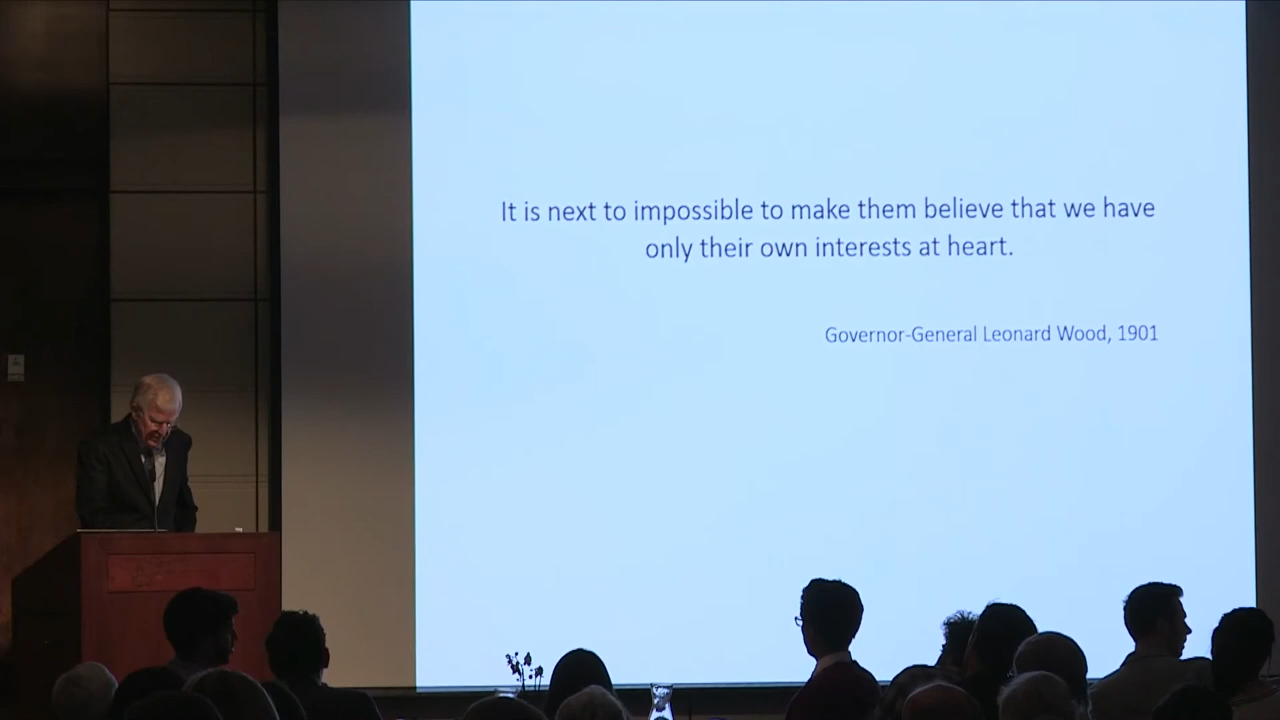 It is next to impossible to make them believe that we have
only their own interests at heart.
Governor-General Leonard Wood, 1901